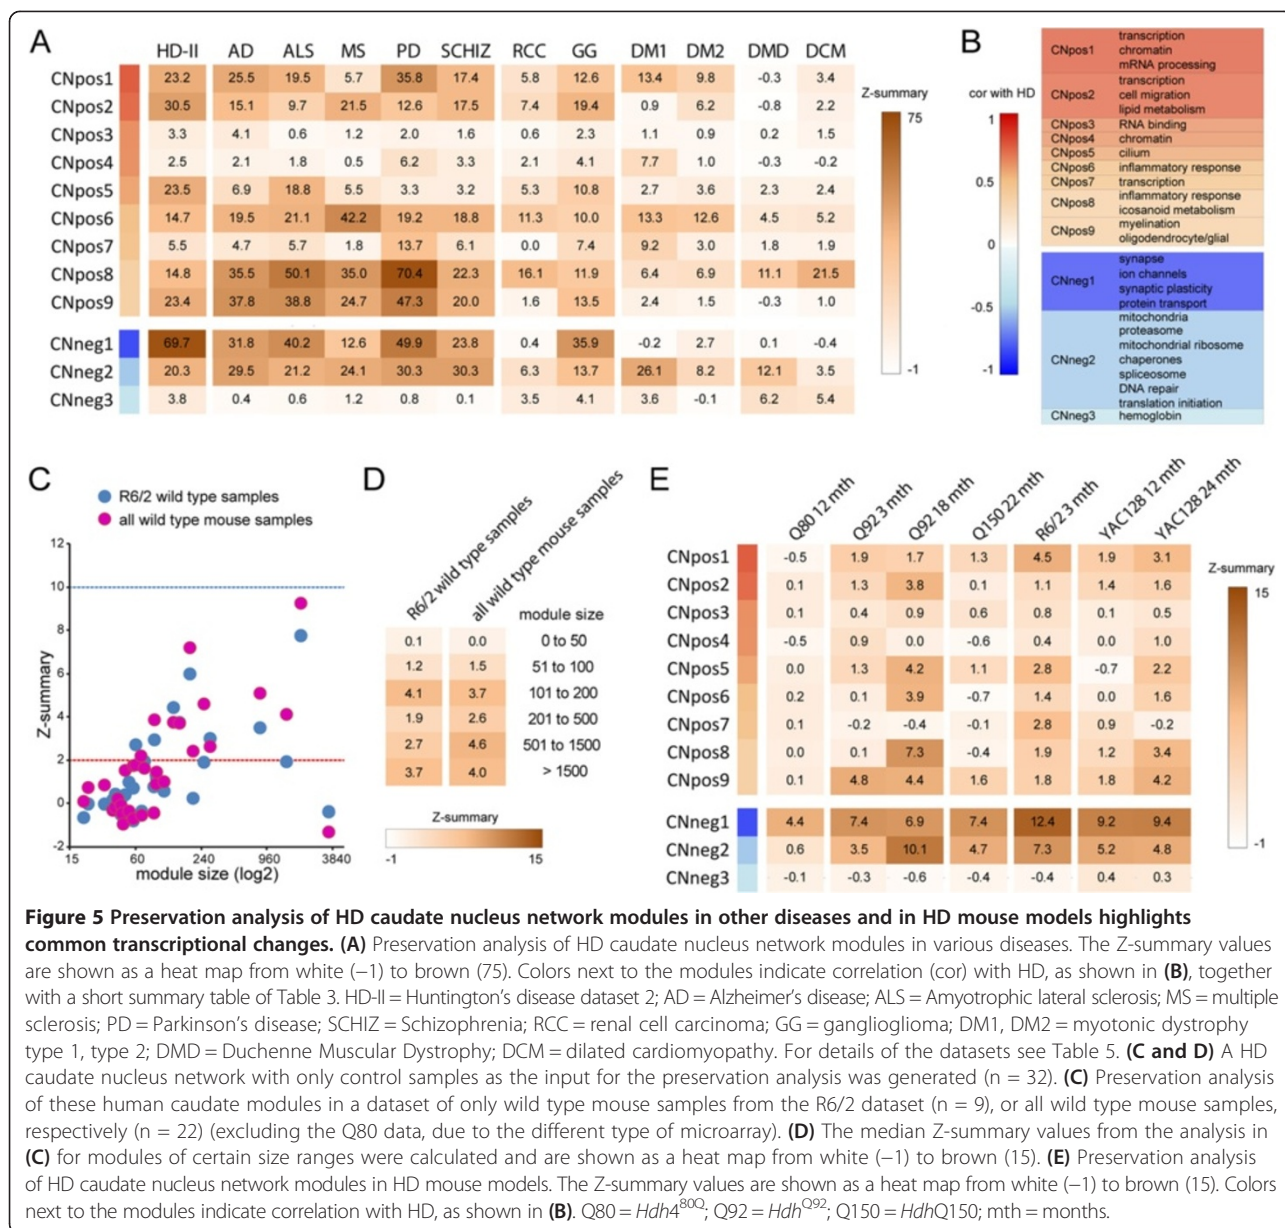 A
HD-II AD ALS MS PD SCHIZ RCC GG DM1 DM2 DMD DCM
CNpos1 23.2 25.5 19.5 5.7 35.8 17.4 5.8 12.6 13.4 9.8 -0.3 3.4
CNpos2 30.5 15.1 9.7 21.5 12.6 17.5 7.4 19.4 0.9 6.2 -0.8 2.2
CNpos3 3.3 4.1 0.6 1.2 2.0 1.6 0.6 2.3 1.1 0.9 0.2 1.5
CNpos4 2.5 2.1 1.8 0.5 6.2 3.3 2.1 4.1 7.7 1.0 -0.3 -0.2
CNpos5 23.5 6.9 18.8 5.5 3.3 3.2 5.3 10.8 2.7 3.6 2.3 2.4
CNpos6 14.7 19.5 21.1 42.2 19.2 18.8 11.3 10.0 13.3 12.6 4.5 5.2
CNpos7 5.5 4.7 5.7 1.8 13.7 6.1 0.0 7.4 9.2 3.0 1.8 1.9
CNpos8 14.8 35.5 50.1 35.0 70.4 22.3 16.1 11.9 6.4 6.9 11.1 21.5
CNpos9 23.4 37.8 38.8 24.7 47.3 20.0 1.6 13.5 2.4 1.5 -0.3 1.0
CNneg1 69.7 31.8 40.2 12.6 49.9 23.8 0.4 35.9 -0.2 2.7 0.1 -0.4
CNneg2 20.3 29.5 21.2 24.1 30.3 30.3 6.3 13.7 26.1 8.2 12.1 3.5
CNneg3 3.8 0.4 0.6 1.2 0.8 0.1 3.5 4.1 3.6 -0.1 6.2 5.4
Z-summary
75
-1
B
cor with HD
1
0.5
0
-0.5
-1
CNpos1 transcription
chromatin
mRNA processing
CNpos2 transcription
cell migration
lipid metabolism
CNpos3 RNA binding
CNpos4 chromatin
CNpos5 cilium
CNpos6 inflammatory response
CNpos7 transcription
CNpos8 inflammatory response
icosanoid metabolism
CNpos9 myelination
oligodendrocyte/glial
CNneg1 synapse
ion channels
synaptic plasticity
protein transport
CNneg2 mitochondria
proteasome
mitochondrial ribosome
chaperones
spliceosome
DNA repair
translation initiation
CNneg3 hemoglobin
C
R6/2 wild type samples
all wild type mouse samples
Z-summary
12
10
8
6
4
2
0
-2
15 60 240 960 3840
module size (log2)
D
R6/2 wild type samples
all wild type mouse samples
module size
0.1 0.0 0 to 50
1.2 1.5 51 to 100
4.1 3.7 101 to 200
1.9 2.6 201 to 500
2.7 4.6 501 to 1500
3.7 4.0 > 1500
Z-summary
-1 15
E
Q80 12 mth Q92 3 mth Q92 18 mth Q150 22 mth R6/2 3 mth YAC128 12 mth YAC128 24 mth
CNpos1 -0.5 1.9 1.7 1.3 4.5 1.9 3.1
CNpos2 0.1 1.3 3.8 0.1 1.1 1.4 1.6
CNpos3 0.1 0.4 0.9 0.6 0.8 0.1 0.5
CNpos4 -0.5 0.9 0.0 -0.6 0.4 0.0 1.0
CNpos5 0.0 1.3 4.2 1.1 2.8 -0.7 2.2
CNpos6 0.2 0.1 3.9 -0.7 1.4 0.0 1.6
CNpos7 0.1 -0.2 -0.4 -0.1 2.8 0.9 -0.2
CNpos8 0.0 0.1 7.3 -0.4 1.9 1.2 3.4
CNpos9 0.1 4.8 4.4 1.6 1.8 1.8 4.2
CNneg1 4.4 7.4 6.9 7.4 12.4 9.2 9.4
CNneg2 0.6 3.5 10.1 4.7 7.3 5.2 4.8
CNneg3 -0.1 -0.3 -0.6 -0.4 -0.4 0.4 0.3
Z-summary
15
-1
Figure 5 Preservation analysis of HD caudate nucleus network modules in other diseases and in HD mouse models highlights
common transcriptional changes. (A) Preservation analysis of HD caudate nucleus network modules in various diseases. The Z-summary values
are shown as a heat map from white (−1) to brown (75). Colors next to the modules indicate correlation (cor) with HD, as shown in (B), together
with a short summary table of Table 3. HD-II = Huntington's disease dataset 2; AD = Alzheimer's disease; ALS = Amyotrophic lateral sclerosis; MS = multiple
sclerosis; PD = Parkinson's disease; SCHIZ = Schizophrenia; RCC = renal cell carcinoma; GG = ganglioglioma; DM1, DM2 = myotonic dystrophy
type 1, type 2; DMD = Duchenne Muscular Dystrophy; DCM = dilated cardiomyopathy. For details of the datasets see Table 5. (C and D) A HD
caudate nucleus network with only control samples as the input for the preservation analysis was generated (n = 32). (C) Preservation analysis
of these human caudate modules in a dataset of only wild type mouse samples from the R6/2 dataset (n = 9), or all wild type mouse samples,
respectively (n = 22) (excluding the Q80 data, due to the different type of microarray). (D) The median Z-summary values from the analysis in
(C) for modules of certain size ranges were calculated and are shown as a heat map from white (−1) to brown (15). (E) Preservation analysis
of HD caudate nucleus network modules in HD mouse models. The Z-summary values are shown as a heat map from white (−1) to brown (15). Colors
next to the modules indicate correlation with HD, as shown in (B). Q80 = Hdh4^80Q; Q92 = Hdh^Q92; Q150 = HdhQ150; mth = months.